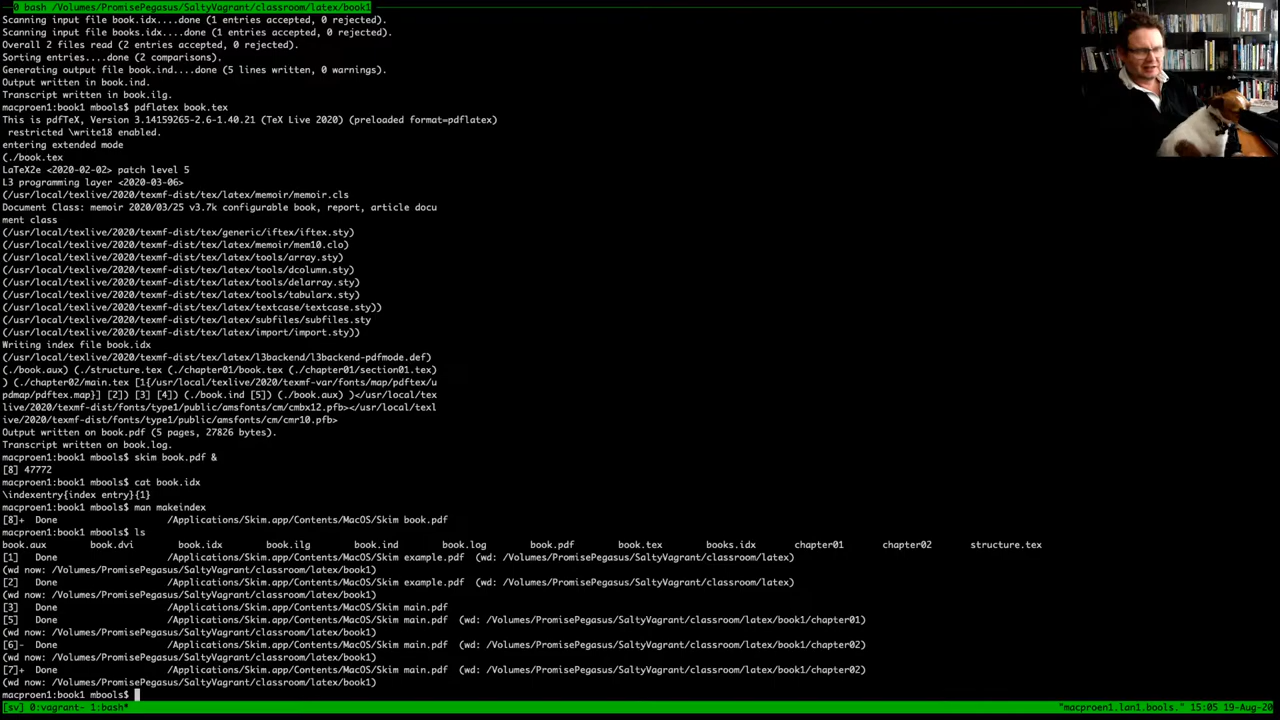 0 bash /Volumes/PromisePegasus/SaltyVagrant/classroom/latex/book1
Scanning input file book.idx....done (1 entries accepted, 0 rejected).
Scanning input file books.idx...done (1 entries accepted, 0 rejected).
Overall 2 files read (2 entries accepted, 0 rejected).
Sorting entries....done (2 comparisons).
Generating output file book.ind....done (5 lines written, 0 warnings).
Output written in book.ind.
Transcript written in book.ilg.
macproen1:book1 mbools$ pdflatex book.tex
This is pdfTeX, Version 3.14159265-2.6-1.40.21 (TeX Live 2020) (preloaded format=pdflatex)
 restricted \write18 enabled.
entering extended mode
(./book.tex
LaTeX2e <2020-02-02> patch level 5
L3 programming layer <2020-03-06>
(/usr/local/texlive/2020/texmf-dist/tex/latex/memoir/memoir.cls
Document Class: memoir 2020/03/25 v3.7k configurable book, report, article docu
ment class
(/usr/local/texlive/2020/texmf-dist/tex/generic/iftex/iftex.sty)
(/usr/local/texlive/2020/texmf-dist/tex/latex/memoir/mem10.clo)
(/usr/local/texlive/2020/texmf-dist/tex/latex/tools/array.sty)
(/usr/local/texlive/2020/texmf-dist/tex/latex/tools/dcolumn.sty)
(/usr/local/texlive/2020/texmf-dist/tex/latex/tools/delarray.sty)
(/usr/local/texlive/2020/texmf-dist/tex/latex/tools/tabularx.sty)
(/usr/local/texlive/2020/texmf-dist/tex/latex/textcase/textcase.sty))
(/usr/local/texlive/2020/texmf-dist/tex/latex/subfiles/subfiles.sty
(/usr/local/texlive/2020/texmf-dist/tex/latex/import/import.sty))
Writing index file book.idx
(/usr/local/texlive/2020/texmf-dist/tex/latex/l3backend/l3backend-pdfmode.def)
(./book.aux) (./structure.tex (./chapter01/book.tex (./chapter01/section01.tex)
) (./chapter02/main.tex [1{/usr/local/texlive/2020/texmf-var/fonts/map/pdftex/u
pdmap/pdftex.map}] [2]) [3] [4]) (./book.ind [5]) (./book.aux) )</usr/local/tex
live/2020/texmf-dist/fonts/type1/public/amsfonts/cm/cmbx12.pfb></usr/local/texl
ive/2020/texmf-dist/fonts/type1/public/amsfonts/cm/cmr10.pfb>
Output written on book.pdf (5 pages, 27826 bytes).
Transcript written on book.log.
macproen1:book1 mbools$ skim book.pdf &
[8] 47772
macproen1:book1 mbools$ cat book.idx
\indexentry{index entry}{1}
macproen1:book1 mbools$ man makeindex
[8]+  Done                    /Applications/Skim.app/Contents/MacOS/Skim book.pdf
macproen1:book1 mbools$ ls
book.aux        book.dvi        book.idx        book.ilg        book.ind        book.log        book.pdf        book.tex        books.idx       chapter01       chapter02       structure.tex
[1]   Done                    /Applications/Skim.app/Contents/MacOS/Skim example.pdf  (wd: /Volumes/PromisePegasus/SaltyVagrant/classroom/latex)
(wd now: /Volumes/PromisePegasus/SaltyVagrant/classroom/latex/book1)
[2]   Done                    /Applications/Skim.app/Contents/MacOS/Skim example.pdf  (wd: /Volumes/PromisePegasus/SaltyVagrant/classroom/latex)
(wd now: /Volumes/PromisePegasus/SaltyVagrant/classroom/latex/book1)
[3]   Done                    /Applications/Skim.app/Contents/MacOS/Skim main.pdf
[5]   Done                    /Applications/Skim.app/Contents/MacOS/Skim main.pdf  (wd: /Volumes/PromisePegasus/SaltyVagrant/classroom/latex/book1/chapter01)
(wd now: /Volumes/PromisePegasus/SaltyVagrant/classroom/latex/book1)
[6]-  Done                    /Applications/Skim.app/Contents/MacOS/Skim main.pdf  (wd: /Volumes/PromisePegasus/SaltyVagrant/classroom/latex/book1/chapter02)
(wd now: /Volumes/PromisePegasus/SaltyVagrant/classroom/latex/book1)
[7]+  Done                    /Applications/Skim.app/Contents/MacOS/Skim main.pdf  (wd: /Volumes/PromisePegasus/SaltyVagrant/classroom/latex/book1/chapter02)
(wd now: /Volumes/PromisePegasus/SaltyVagrant/classroom/latex/book1)
macproen1:book1 mbools$
[sv] 0:vagrant- 1:bash* "macproen1.lan1.bools." 15:05 19-Aug-20